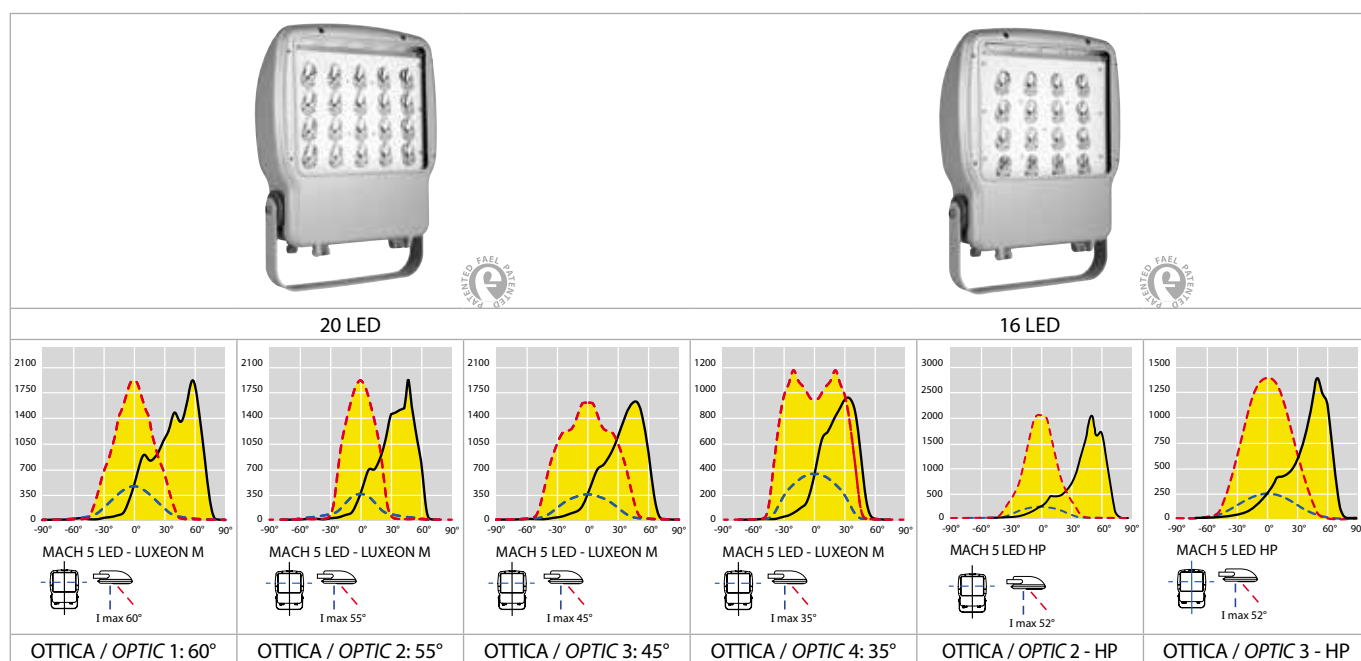 PATENTED FAEL PATENTED
PATENTED FAEL PATENTED
20 LED
16 LED
2100
1750
1400
1050
700
350
0
-90° -60° -30° 0° 30° 60° 90°
MACH 5 LED - LUXEON M
I max 60°
OTTICA / OPTIC 1: 60°
2100
1750
1400
1050
700
350
0
-90° -60° -30° 0° 30° 60° 90°
MACH 5 LED - LUXEON M
I max 55°
OTTICA / OPTIC 2: 55°
2100
1750
1400
1050
700
350
0
-90° -60° -30° 0° 30° 60° 90°
MACH 5 LED - LUXEON M
I max 45°
OTTICA / OPTIC 3: 45°
1200
1000
800
600
400
200
0
-90° -60° -30° 0° 30° 60° 90°
MACH 5 LED - LUXEON M
I max 35°
OTTICA / OPTIC 4: 35°
3000
2500
2000
1500
1000
500
0
-90° -60° -30° 0° 30° 60° 90°
MACH 5 LED HP
I max 52°
OTTICA / OPTIC 2 - HP
1500
1250
1000
750
500
250
0
-90° -60° -30° 0° 30° 60° 90°
MACH 5 LED HP
I max 52°
OTTICA / OPTIC 3 - HP